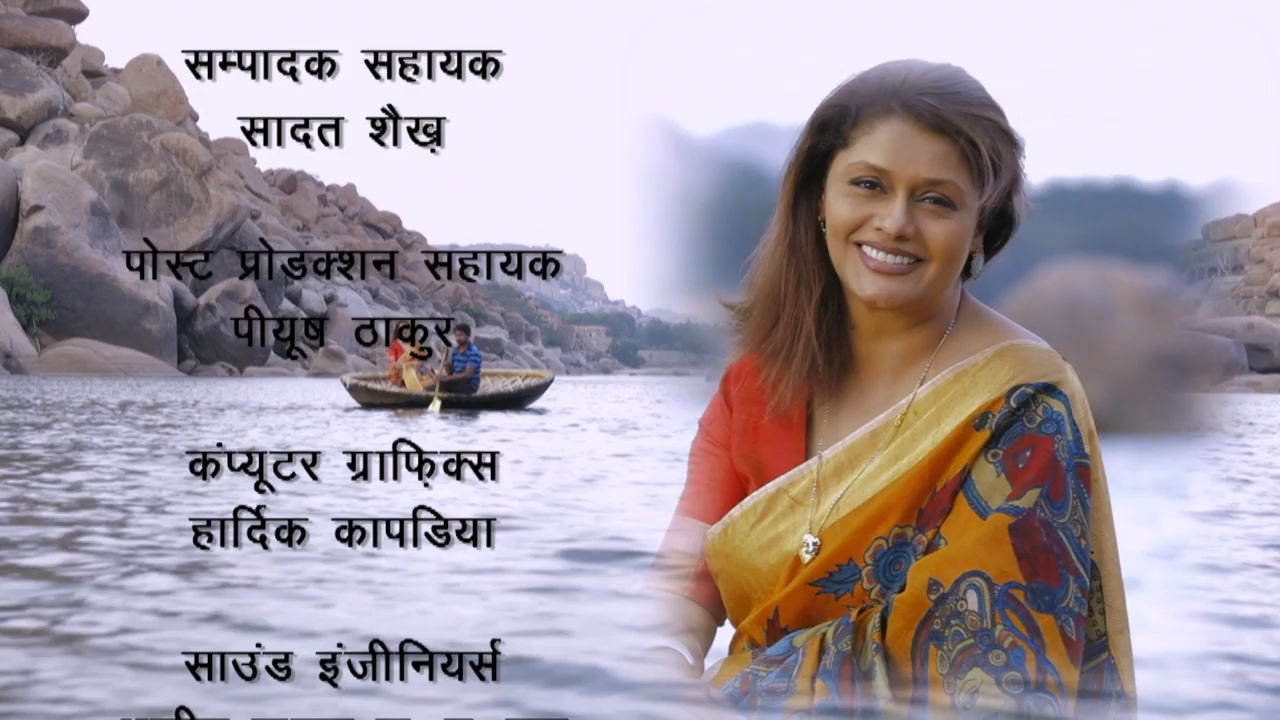 सम्पादक सहायक
सादत शैख़
पोस्ट प्रोडक्शन सहायक
पीयूष ठाकुर
कंप्यूटर ग्राफ़िक्स
हार्दिक कापडिया
साउंड इंजीनियर्स